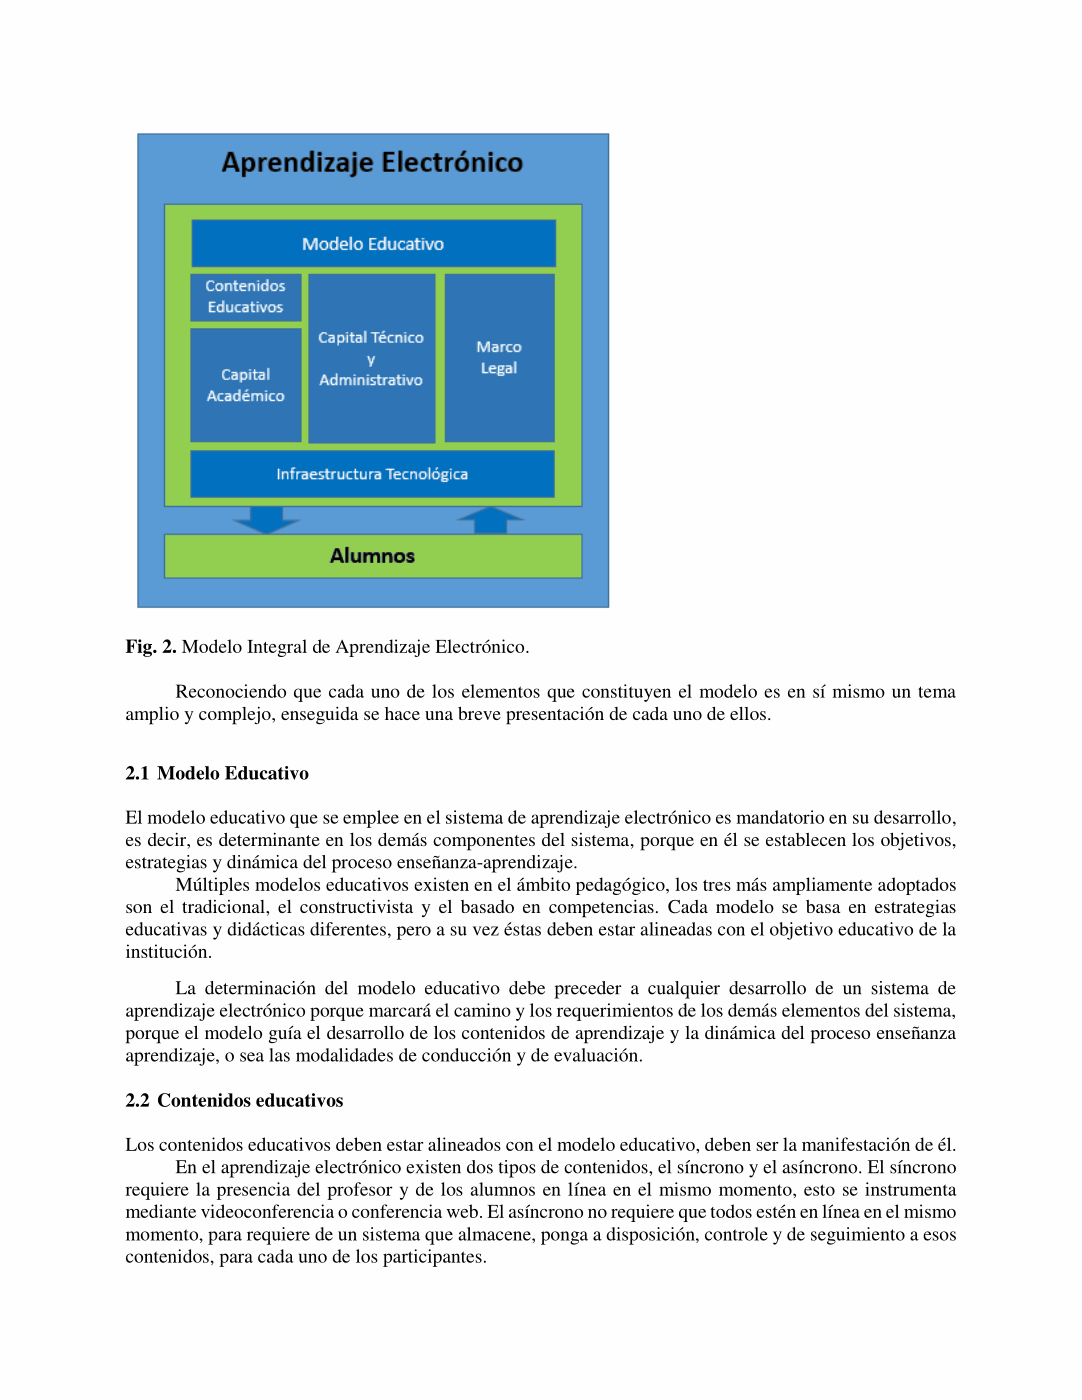 Aprendizaje Electrónico
Modelo Educativo
Contenidos
Educativos
Capital
Académico
Capital Técnico
y
Administrativo
Marco
Legal
Infraestructura Tecnológica
Alumnos
Fig. 2. Modelo Integral de Aprendizaje Electrónico.
Reconociendo que cada uno de los elementos que constituyen el modelo es en sí mismo un tema
amplio y complejo, enseguida se hace una breve presentación de cada uno de ellos.
2.1 Modelo Educativo
El modelo educativo que se emplee en el sistema de aprendizaje electrónico es mandatorio en su desarrollo,
es decir, es determinante en los demás componentes del sistema, porque en él se establecen los objetivos,
estrategias y dinámica del proceso enseñanza-aprendizaje.
Múltiples modelos educativos existen en el ámbito pedagógico, los tres más ampliamente adoptados
son el tradicional, el constructivista y el basado en competencias. Cada modelo se basa en estrategias
educativas y didácticas diferentes, pero a su vez éstas deben estar alineadas con el objetivo educativo de la
institución.
La determinación del modelo educativo debe preceder a cualquier desarrollo de un sistema de
aprendizaje electrónico porque marcará el camino y los requerimientos de los demás elementos del sistema,
porque el modelo guía el desarrollo de los contenidos de aprendizaje y la dinámica del proceso enseñanza
aprendizaje, o sea las modalidades de conducción y de evaluación.
2.2 Contenidos educativos
Los contenidos educativos deben estar alineados con el modelo educativo, deben ser la manifestación de él.
En el aprendizaje electrónico existen dos tipos de contenidos, el síncrono y el asíncrono. El síncrono
requiere la presencia del profesor y de los alumnos en línea en el mismo momento, esto se instrumenta
mediante videoconferencia o conferencia web. El asíncrono no requiere que todos estén en línea en el mismo
momento, para requiere de un sistema que almacene, ponga a disposición, controle y de seguimiento a esos
contenidos, para cada uno de los participantes.